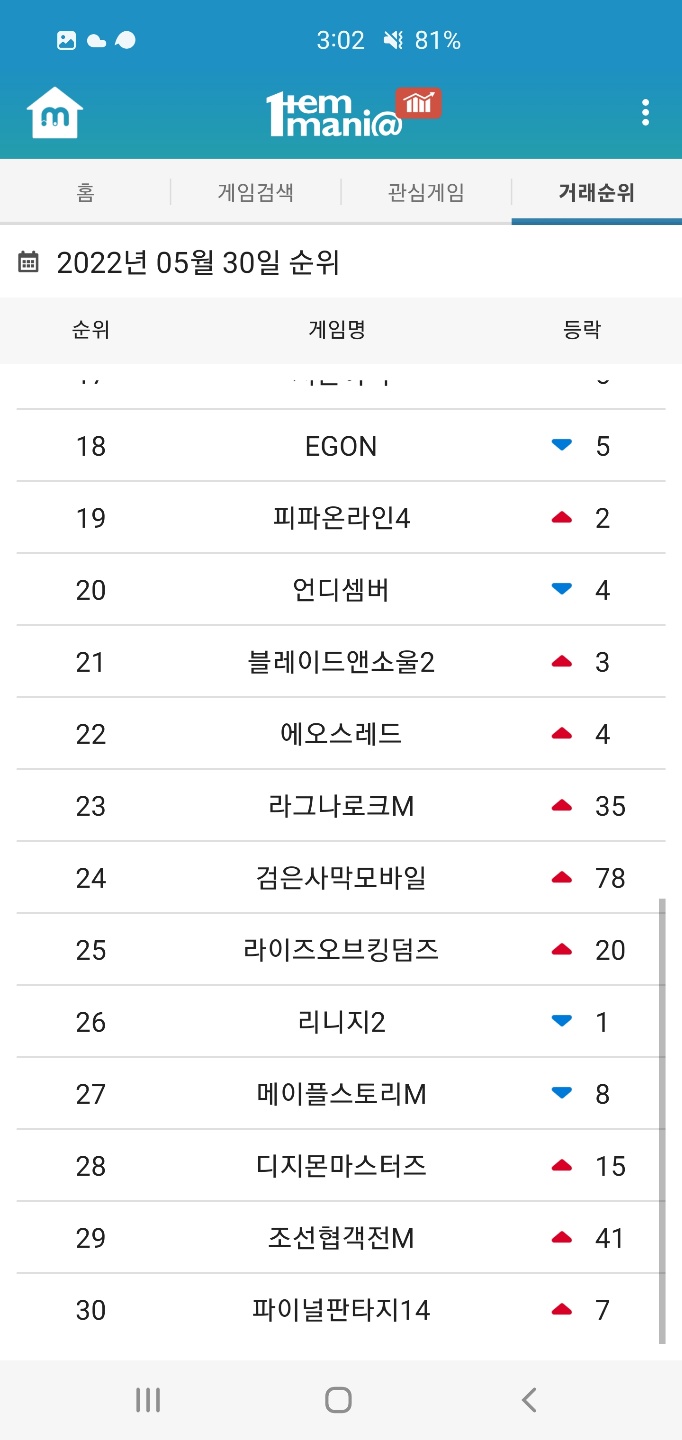 3:02 81%
Item
mani@
홈 게임검색 관심게임 거래순위
2022년 05월 30일 순위
순위 게임명 등락
18 EGON 5
19 피파온라인4 2
20 언디셈버 4
21 블레이드앤소울2 3
22 에오스레드 4
23 라그나로크M 35
24 검은사막모바일 78
25 라이즈오브킹덤즈 20
26 리니지2 1
27 메이플스토리M 8
28 디지몬마스터즈 15
29 조선협객전M 41
30 파이널판타지14 7